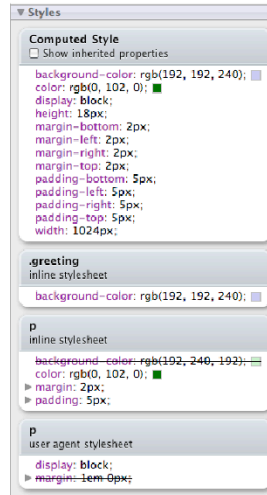 Styles
Computed Style
Show inherited properties
background-color: rgb(192, 192, 240);
color: rgb(0, 102, 0);
display: block;
height: 18px;
margin-bottom: 2px;
margin-left: 2px;
margin-right: 2px;
margin-top: 2px;
padding-bottom: 5px;
padding-left: 5px;
padding-right: 5px;
padding-top: 5px;
width: 1024px;
.greeting
inline stylesheet
background-color: rgb(192, 192, 240);
p
inline stylesheet
background-color: rgb(192, 240, 192);
color: rgb(0, 102, 0);
margin: 2px;
padding: 5px;
p
user agent stylesheet
display: block;
margin: 1em 0px;